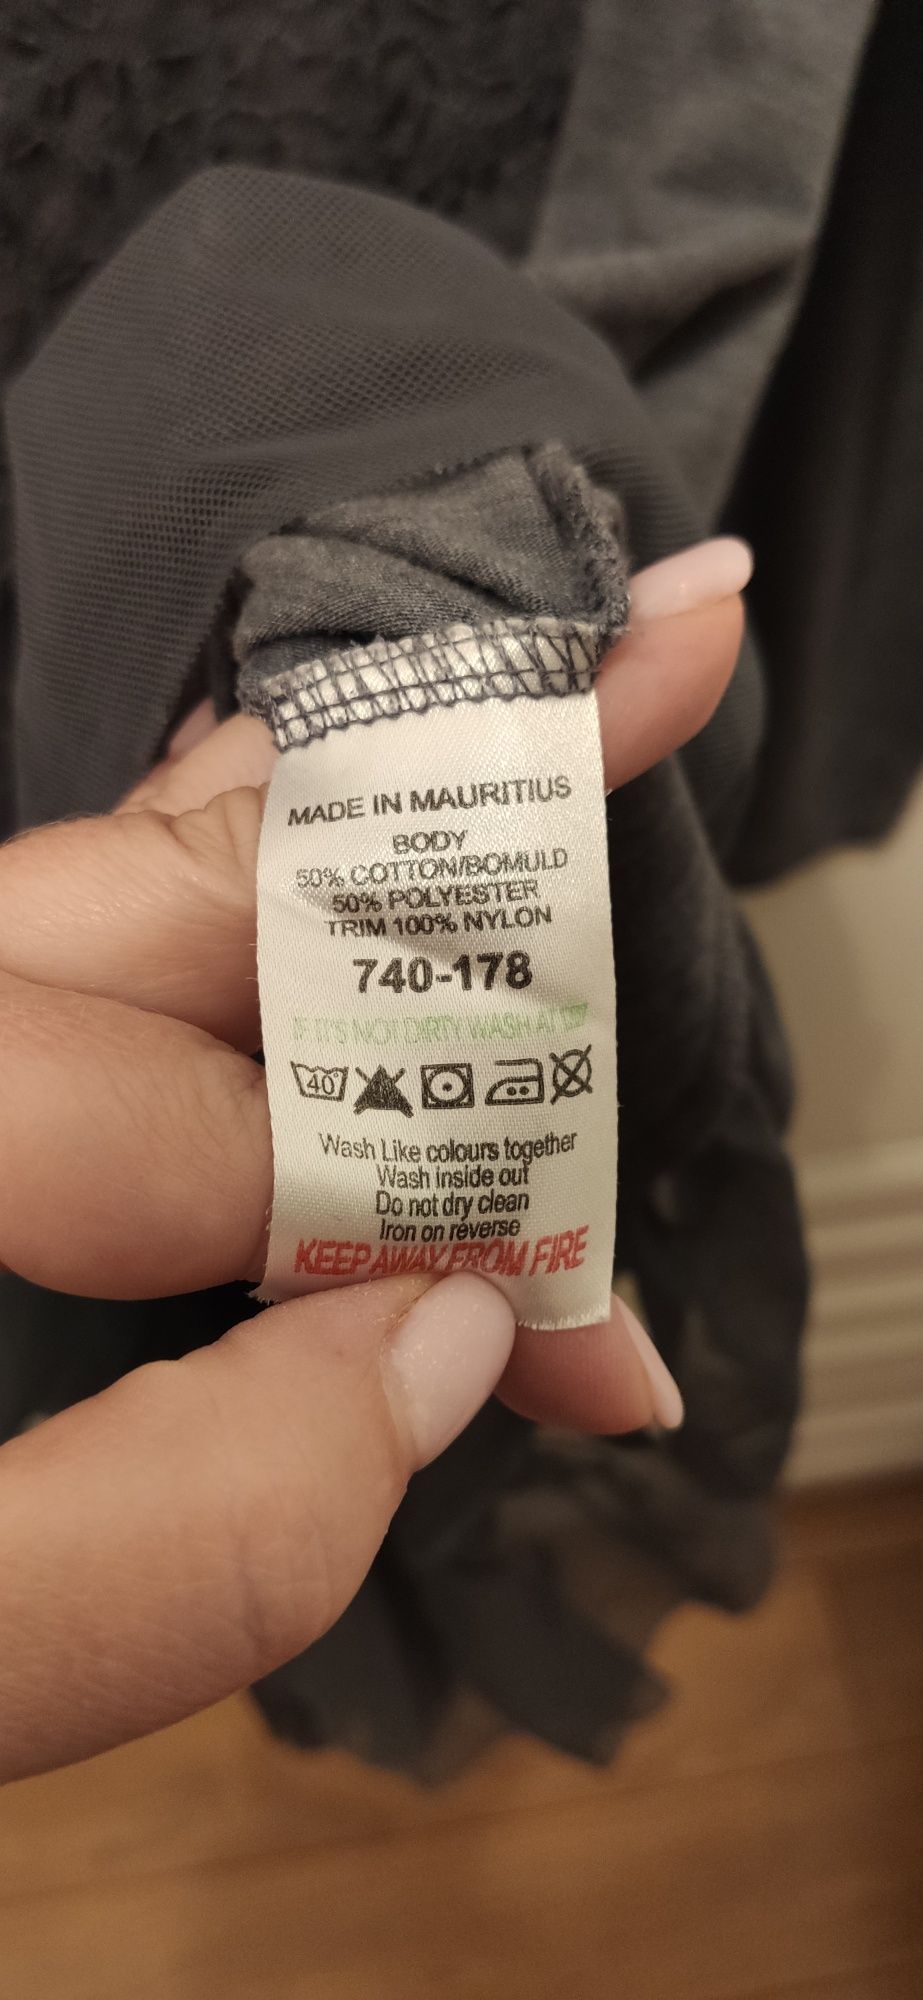 MADE IN MAURITIUS
BODY
50% COTTON/BOMULD
50% POLYESTER
TRIM 100% NYLON
740-178
IF IT'S NOT DIRTY WASH AT
40
Wash Like colours together
Wash inside out
Do not dry clean
Iron on reverse
KEEP AWAY FROM FIRE